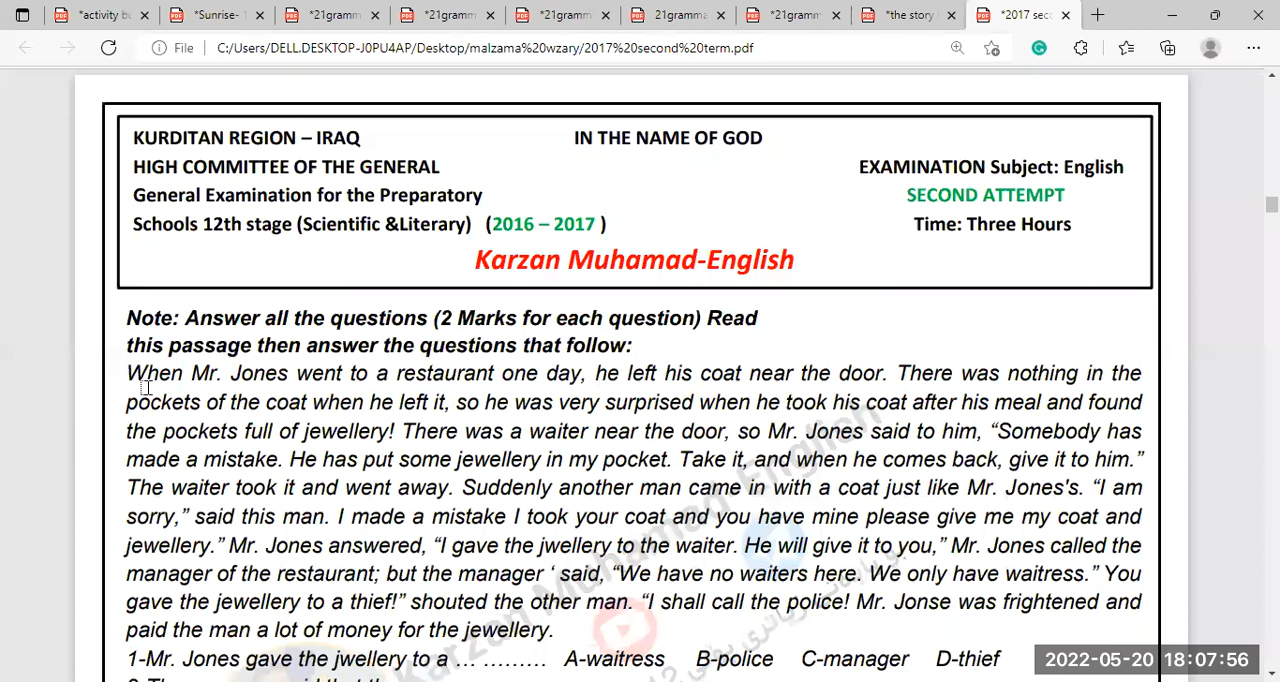 *activity b
*Sunrise- 1
*21gramm
*21gramm
*21gramm
21gramma
*21gramm
*the story
*2017 seco
File C:/Users/DELL.DESKTOP-J0PU4AP/Desktop/malzama%20wzary/2017%20second%20term.pdf
KURDITAN REGION – IRAQ IN THE NAME OF GOD
HIGH COMMITTEE OF THE GENERAL EXAMINATION Subject: English
General Examination for the Preparatory SECOND ATTEMPT
Schools 12th stage (Scientific &Literary) (2016 – 2017 ) Time: Three Hours
Karzan Muhamad-English
Note: Answer all the questions (2 Marks for each question) Read
this passage then answer the questions that follow:
When Mr. Jones went to a restaurant one day, he left his coat near the door. There was nothing in the
pockets of the coat when he left it, so he was very surprised when he took his coat after his meal and found
the pockets full of jewellery! There was a waiter near the door, so Mr. Jones said to him, “Somebody has
made a mistake. He has put some jewellery in my pocket. Take it, and when he comes back, give it to him.”
The waiter took it and went away. Suddenly another man came in with a coat just like Mr. Jones's. “I am
sorry,” said this man. I made a mistake I took your coat and you have mine please give me my coat and
jewellery.” Mr. Jones answered, “I gave the jwellery to the waiter. He will give it to you,” Mr. Jones called the
manager of the restaurant; but the manager ‘ said, “We have no waiters here. We only have waitress.” You
gave the jewellery to a thief!” shouted the other man. “I shall call the police! Mr. Jonse was frightened and
paid the man a lot of money for the jewellery.
1-Mr. Jones gave the jwellery to a … ……… A-waitress B-police C-manager D-thief
Karzan Muhamad-English
2022-05-20 18:07:56